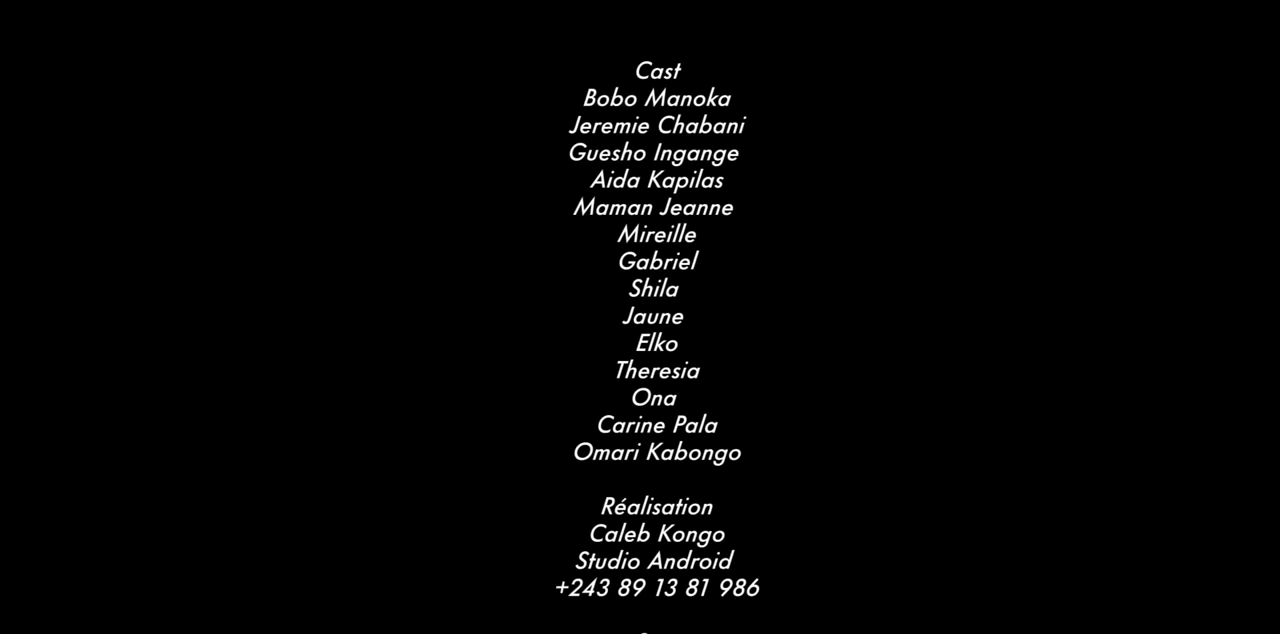 Cast
Bobo Manoka
Jeremie Chabani
Guesho Ingange
Aida Kapilas
Maman Jeanne
Mireille
Gabriel
Shila
Jaune
Elko
Theresia
Ona
Carine Pala
Omari Kabongo
Réalisation
Caleb Kongo
Studio Android
+243 89 13 81 986